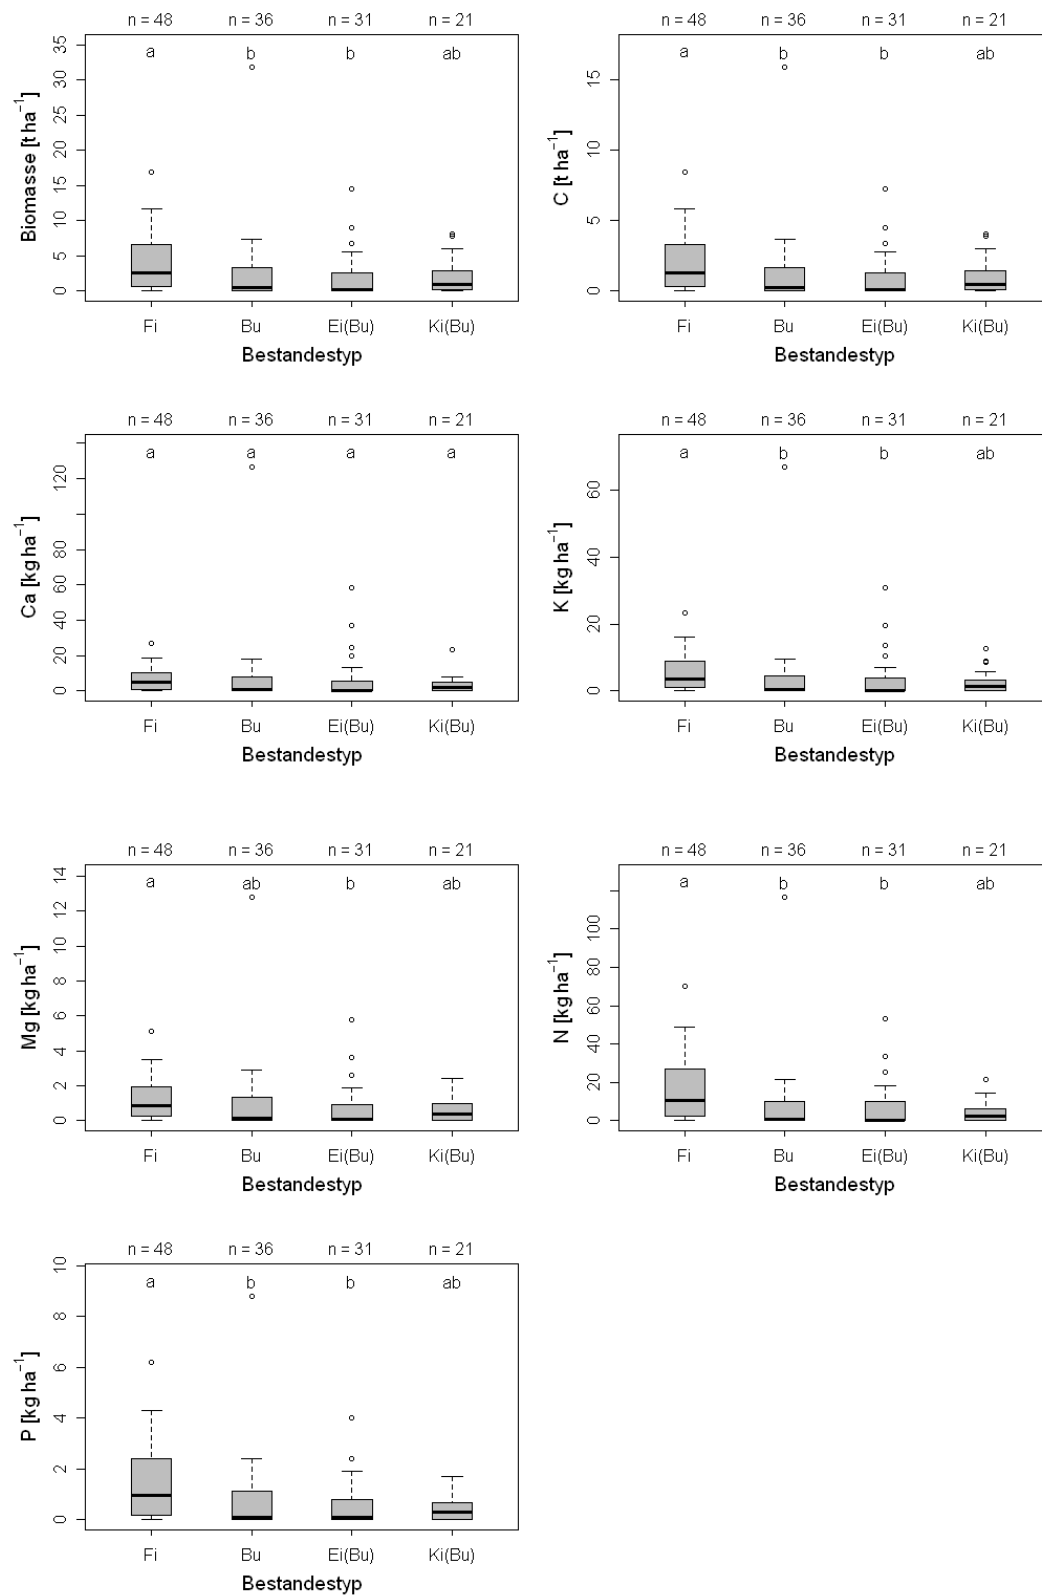 n = 48 n = 36 n = 31 n = 21
a b b ab
Biomasse [t ha⁻¹]
35
30
25
20
15
10
5
0
Fi Bu Ei(Bu) Ki(Bu)
Bestandestyp
n = 48 n = 36 n = 31 n = 21
a b b ab
C [t ha⁻¹]
15
10
5
0
Fi Bu Ei(Bu) Ki(Bu)
Bestandestyp
n = 48 n = 36 n = 31 n = 21
a a a a
Ca [kg ha⁻¹]
120
80
60
40
20
0
Fi Bu Ei(Bu) Ki(Bu)
Bestandestyp
n = 48 n = 36 n = 31 n = 21
a b b ab
K [kg ha⁻¹]
60
40
20
0
Fi Bu Ei(Bu) Ki(Bu)
Bestandestyp
n = 48 n = 36 n = 31 n = 21
a ab b ab
Mg [kg ha⁻¹]
14
12
10
8
6
4
2
0
Fi Bu Ei(Bu) Ki(Bu)
Bestandestyp
n = 48 n = 36 n = 31 n = 21
a b b ab
N [kg ha⁻¹]
100
80
60
40
20
0
Fi Bu Ei(Bu) Ki(Bu)
Bestandestyp
n = 48 n = 36 n = 31 n = 21
a b b ab
P [kg ha⁻¹]
10
8
6
4
2
0
Fi Bu Ei(Bu) Ki(Bu)
Bestandestyp